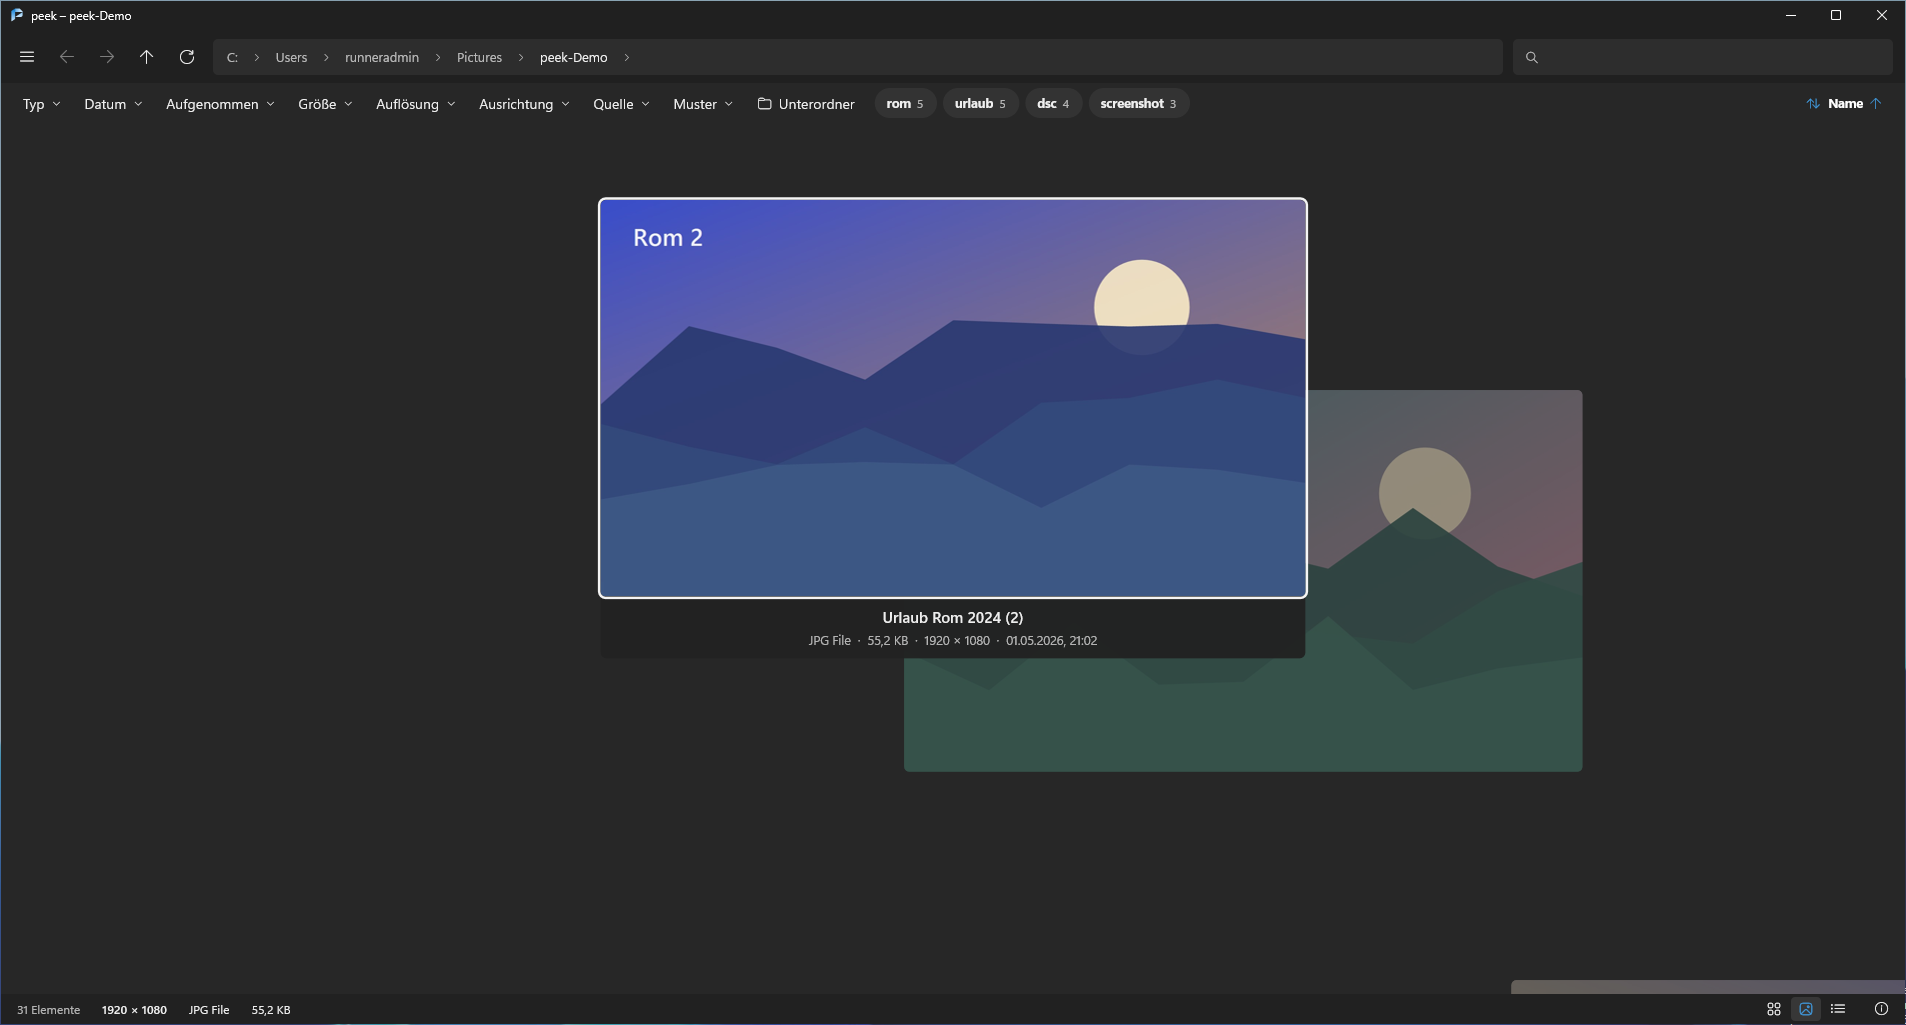 peek – peek-Demo
C: Users runneradmin Pictures peek-Demo
Typ Datum Aufgenommen Größe Auflösung Ausrichtung Quelle Muster Unterordner rom 5 urlaub 5 dsc 4 screenshot 3 Name
Rom 2
Urlaub Rom 2024 (2)
JPG File · 55,2 KB · 1920 × 1080 · 01.05.2026, 21:02
31 Elemente 1920 × 1080 JPG File 55,2 KB